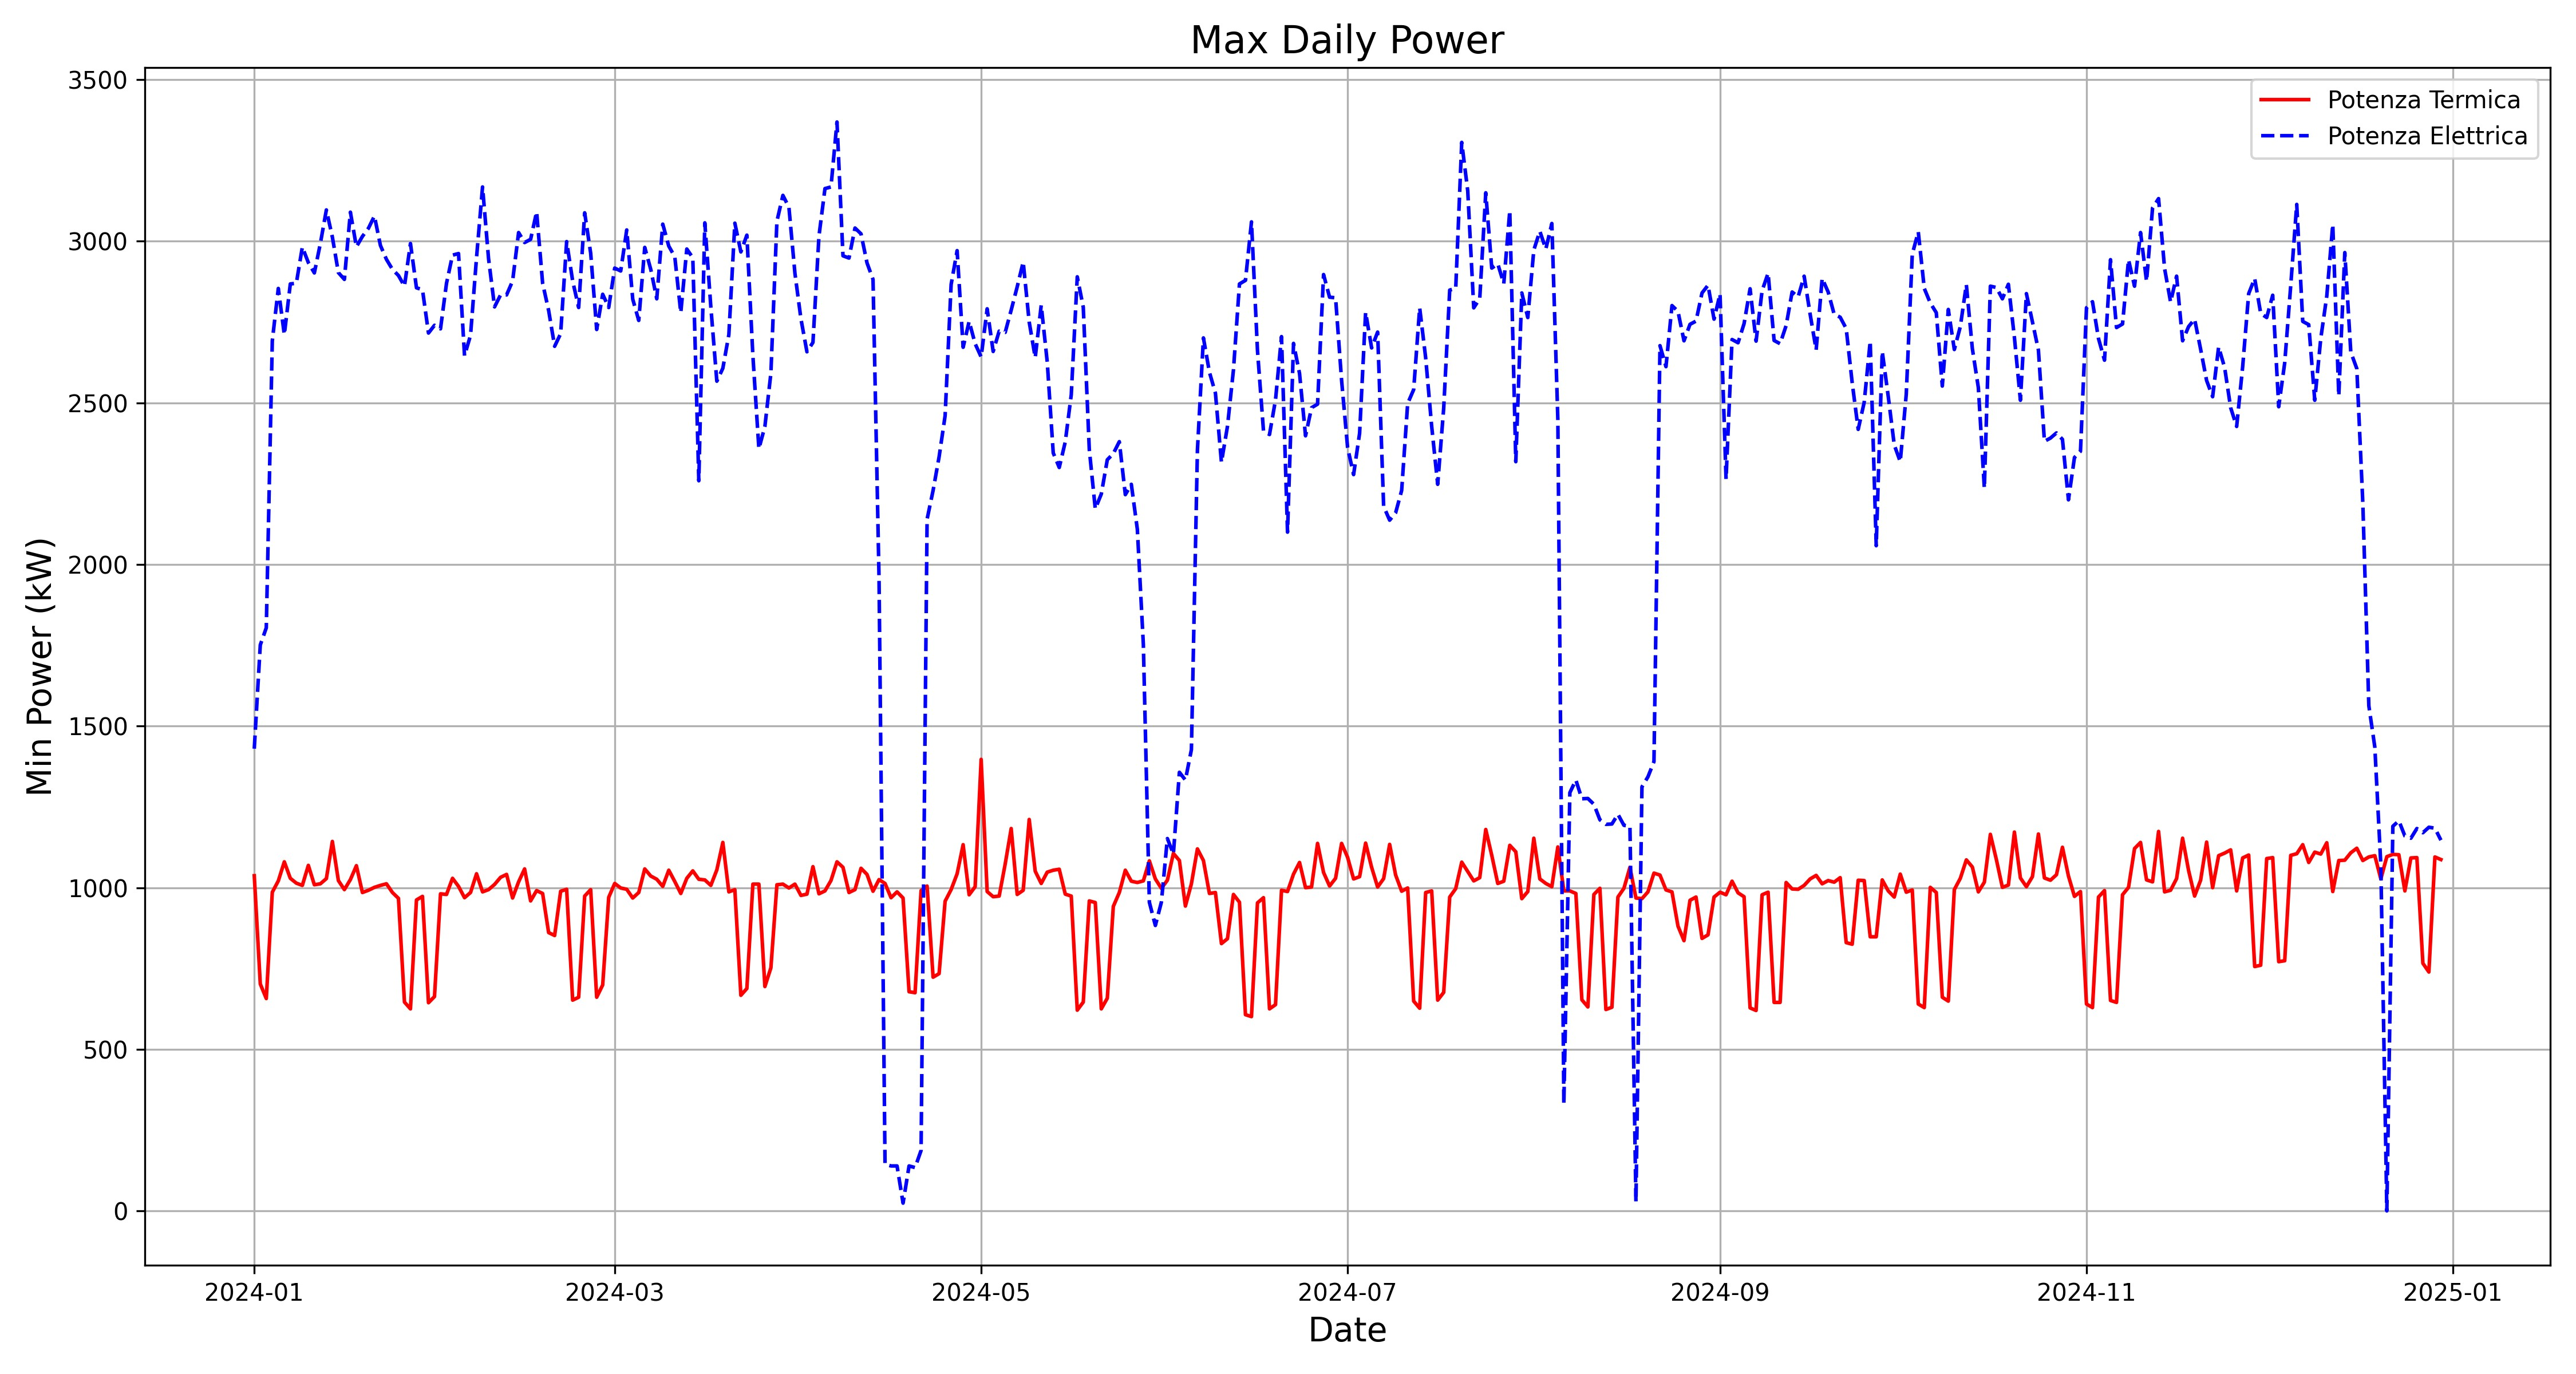 Max Daily Power
3500
3000
2500
2000
1500
1000
500
0
Min Power (kW)
Potenza Termica
Potenza Elettrica
2024-01 2024-03 2024-05 2024-07 2024-09 2024-11 2025-01
Date